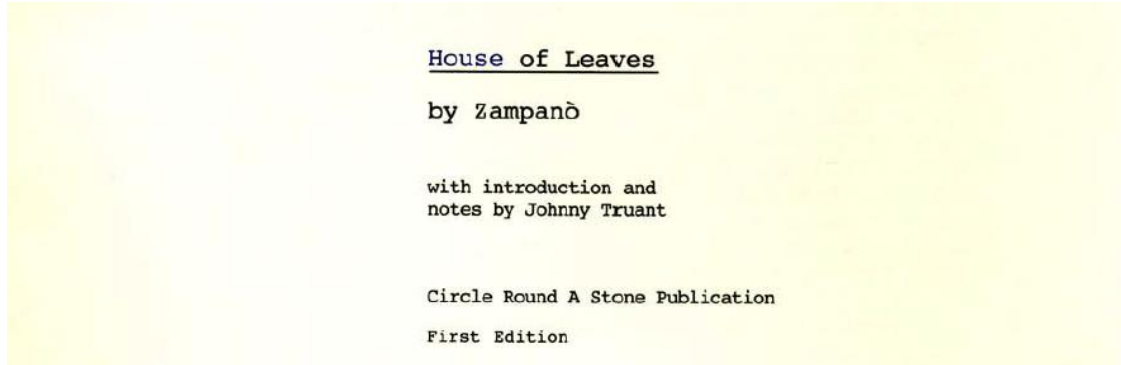 House of Leaves
by Zampanò
with introduction and
notes by Johnny Truant
Circle Round A Stone Publication
First Edition